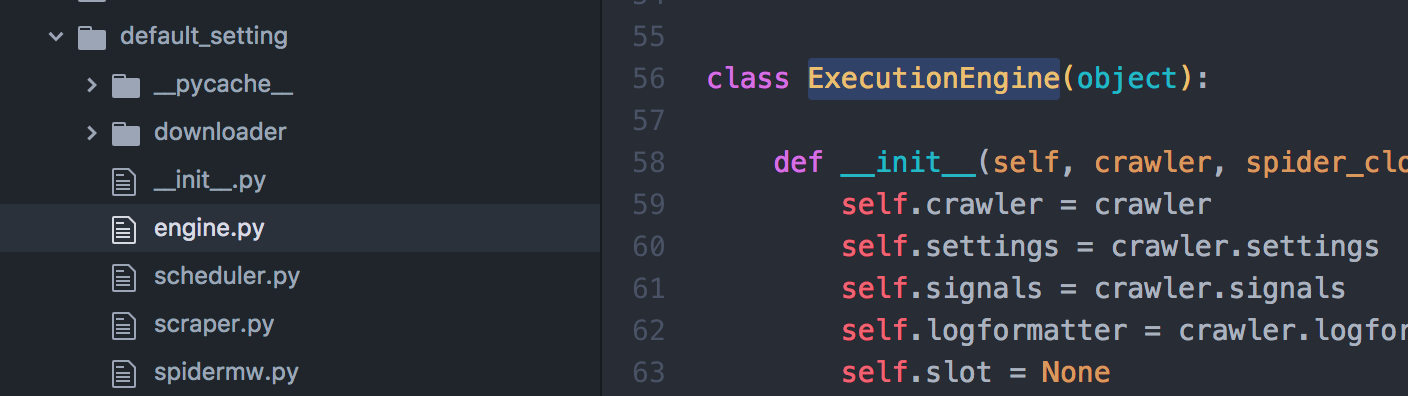 default_setting
__pycache__
downloader
__init__.py
engine.py
scheduler.py
scraper.py
spidermw.py
55
56 class ExecutionEngine(object):
57
58 def __init__(self, crawler, spider_clo
59 self.crawler = crawler
60 self.settings = crawler.settings
61 self.signals = crawler.signals
62 self.logformatter = crawler.logfor
63 self.slot = None